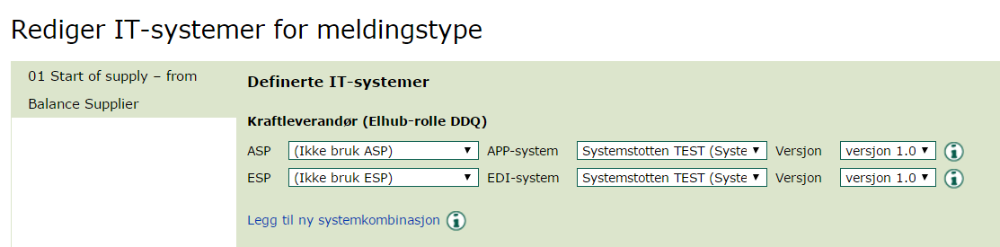 Rediger IT-systemer for meldingstype
01 Start of supply – from
Balance Supplier
Definerte IT-systemer
Kraftleverandør (Elhub-rolle DDQ)
ASP (Ikke bruk ASP) APP-system Systemstotten TEST (Syste Versjon versjon 1.0
ESP (Ikke bruk ESP) EDI-system Systemstotten TEST (Syste Versjon versjon 1.0
Legg til ny systemkombinasjon